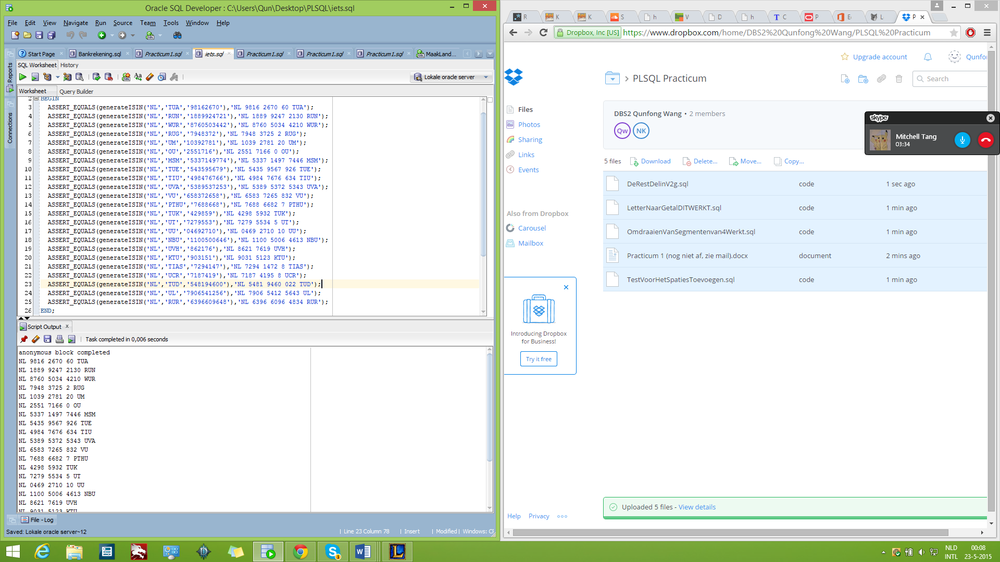 Oracle SQL Developer : C:\Users\Qun\Desktop\PLSQL\iets.sql
File Edit View Navigate Run Source Team Tools Window Help
Start Page Bankrekening.sql Practicum1.sql iets.sql Practicum1.sql Practicum1.sql Practicum1.sql MaakLand...
Reports
Connections
SQL Worksheet History
Lokale oracle server
Worksheet Query Builder
2 BEGIN
3 ASSERT_EQUALS(generateISIN('NL','TUA','98162670'),'NL 9816 2670 60 TUA');
4 ASSERT_EQUALS(generateISIN('NL','RUN','1889924721'),'NL 1889 9247 2130 RUN');
5 ASSERT_EQUALS(generateISIN('NL','WUR','8760503442'),'NL 8760 5034 4210 WUR');
6 ASSERT_EQUALS(generateISIN('NL','RUG','7948372'),'NL 7948 3725 2 RUG');
7 ASSERT_EQUALS(generateISIN('NL','UM','10392781'),'NL 1039 2781 20 UM');
8 ASSERT_EQUALS(generateISIN('NL','OU','2551716'),'NL 2551 7166 0 OU');
9 ASSERT_EQUALS(generateISIN('NL','MSM','5337149774'),'NL 5337 1497 7446 MSM');
10 ASSERT_EQUALS(generateISIN('NL','TUE','543595679'),'NL 5435 9567 926 TUE');
11 ASSERT_EQUALS(generateISIN('NL','TIU','498476766'),'NL 4984 7676 634 TIU');
12 ASSERT_EQUALS(generateISIN('NL','UVA','5389537253'),'NL 5389 5372 5343 UVA');
13 ASSERT_EQUALS(generateISIN('NL','VU','658372658'),'NL 6583 7265 832 VU');
14 ASSERT_EQUALS(generateISIN('NL','PTHU','7688668'),'NL 7688 6682 7 PTHU');
15 ASSERT_EQUALS(generateISIN('NL','TUK','429859'),'NL 4298 5932 TUK');
16 ASSERT_EQUALS(generateISIN('NL','UT','7279553'),'NL 7279 5534 5 UT');
17 ASSERT_EQUALS(generateISIN('NL','UU','04692710'),'NL 0469 2710 10 UU');
18 ASSERT_EQUALS(generateISIN('NL','NBU','1100500646'),'NL 1100 5006 4613 NBU');
19 ASSERT_EQUALS(generateISIN('NL','UVH','862176'),'NL 8621 7619 UVH');
20 ASSERT_EQUALS(generateISIN('NL','KTU','903151'),'NL 9031 5123 KTU');
21 ASSERT_EQUALS(generateISIN('NL','TIAS','7294147'),'NL 7294 1472 8 TIAS');
22 ASSERT_EQUALS(generateISIN('NL','UCR','7187419'),'NL 7187 4195 8 UCR');
23 ASSERT_EQUALS(generateISIN('NL','TUD','548194600'),'NL 5481 9460 022 TUD');
24 ASSERT_EQUALS(generateISIN('NL','UL','7906541256'),'NL 7906 5412 5643 UL');
25 ASSERT_EQUALS(generateISIN('NL','RUR','6396609648'),'NL 6396 6096 4834 RUR');
26 END;
Script Output
Task completed in 0,006 seconds
anonymous block completed
NL 9816 2670 60 TUA
NL 1889 9247 2130 RUN
NL 8760 5034 4210 WUR
NL 7948 3725 2 RUG
NL 1039 2781 20 UM
NL 2551 7166 0 OU
NL 5337 1497 7446 MSM
NL 5435 9567 926 TUE
NL 4984 7676 634 TIU
NL 5389 5372 5343 UVA
NL 6583 7265 832 VU
NL 7688 6682 7 PTHU
NL 4298 5932 TUK
NL 7279 5534 5 UT
NL 0469 2710 10 UU
NL 1100 5006 4613 NBU
NL 8621 7619 UVH
NL 9031 5123 KTU
File - Log
Saved: Lokale oracle server~12
Line 23 Column 78 Insert Modified Windows:
R K K S h V D h C P E L P
Dropbox, Inc [US] https://www.dropbox.com/home/DBS2%20Qunfong%20Wang/PLSQL%20Practicum
Upgrade account Qunfo
PLSQL Practicum
Search
Files
Photos
Sharing
Links
Events
DBS2 Qunfong Wang • 2 members
Qw NK
skype
Mitchell Tang
03:34
5 files Download Delete... Move... Copy...
DeRestDelinV2g.sql code 1 sec ago
LetterNaarGetalDITWERKT.sql code 1 min ago
OmdraaienVanSegmentenvan4Werkt.sql code 1 min ago
Practicum 1 (nog niet af, zie mail).docx document 2 mins ago
TestVoorHetSpatiesToevoegen.sql code 1 min ago
Also from Dropbox
Carousel
Mailbox
Introducing Dropbox
for Business!
Try it free
Uploaded 5 files - View details
Help Privacy
NLD
INTL
00:08
23-5-2015